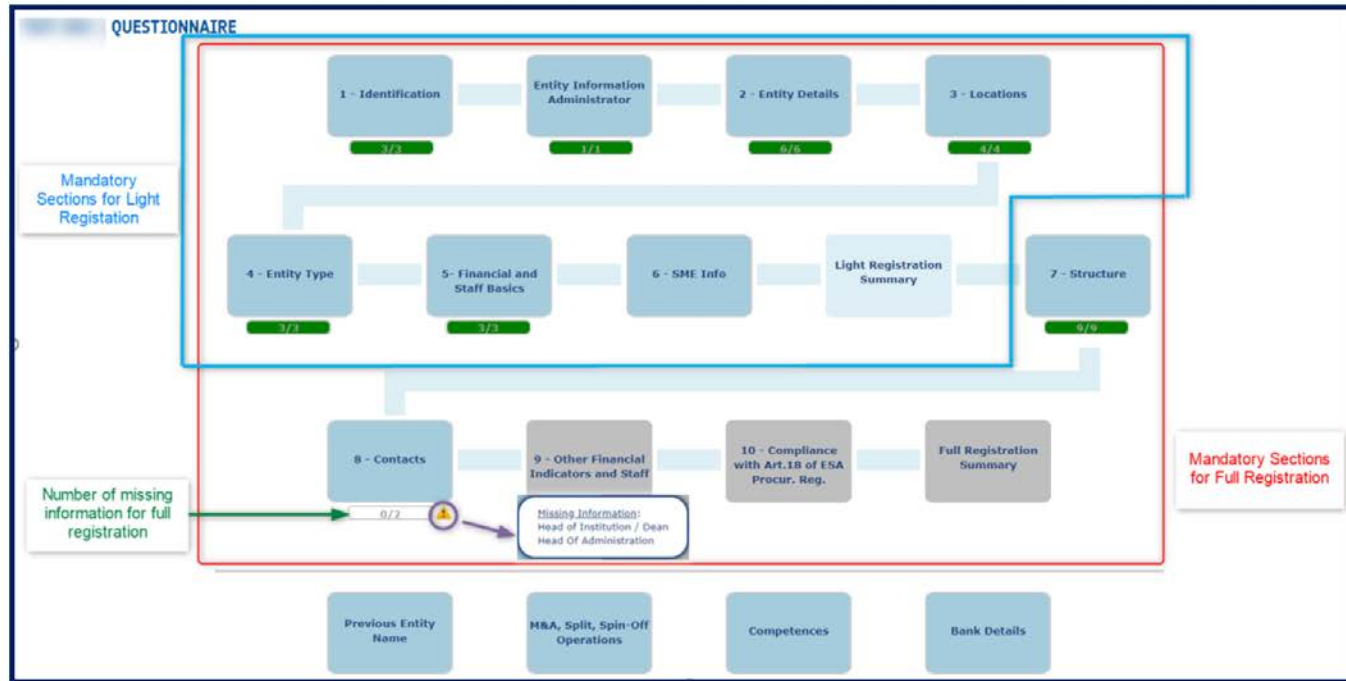 QUESTIONNAIRE
1 - Identification
Entity Information
Administrator
2 - Entity Details
3 - Locations
3/3
1/1
6/6
4/4
Mandatory
Sections for Light
Registation
4 - Entity Type
5- Financial and
Staff Basics
6 - SME Info
Light Registration
Summary
7 - Structure
3/3
3/3
9/9
8 - Contacts
9 - Other Financial
Indicators and Staff
10 - Compliance
with Art.18 of ESA
Procur. Reg.
Full Registration
Summary
Mandatory Sections
for Full Registration
Number of missing
information for full
registration
0/2
Missing Information:
Head of Institution / Dean
Head Of Administration
Previous Entity
Name
M&A, Split, Spin-Off
Operations
Competences
Bank Details